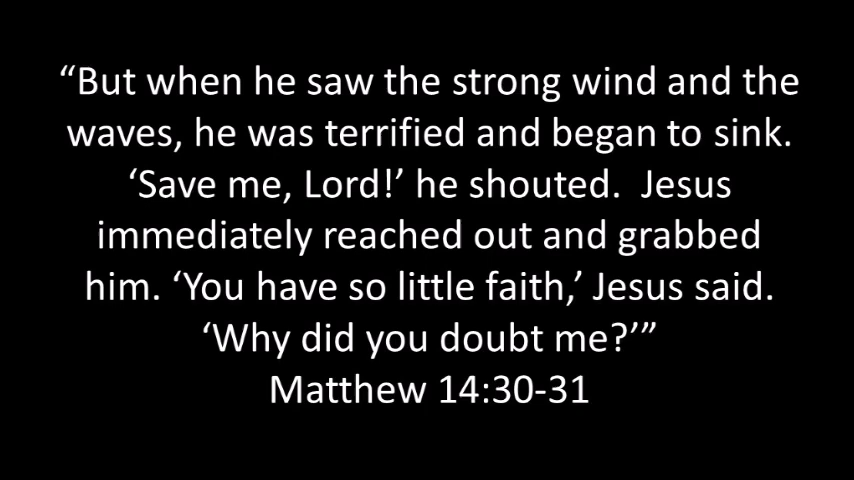 “But when he saw the strong wind and the
waves, he was terrified and began to sink.
‘Save me, Lord!’ he shouted.  Jesus
immediately reached out and grabbed
him. ‘You have so little faith,’ Jesus said.
‘Why did you doubt me?’”
Matthew 14:30-31